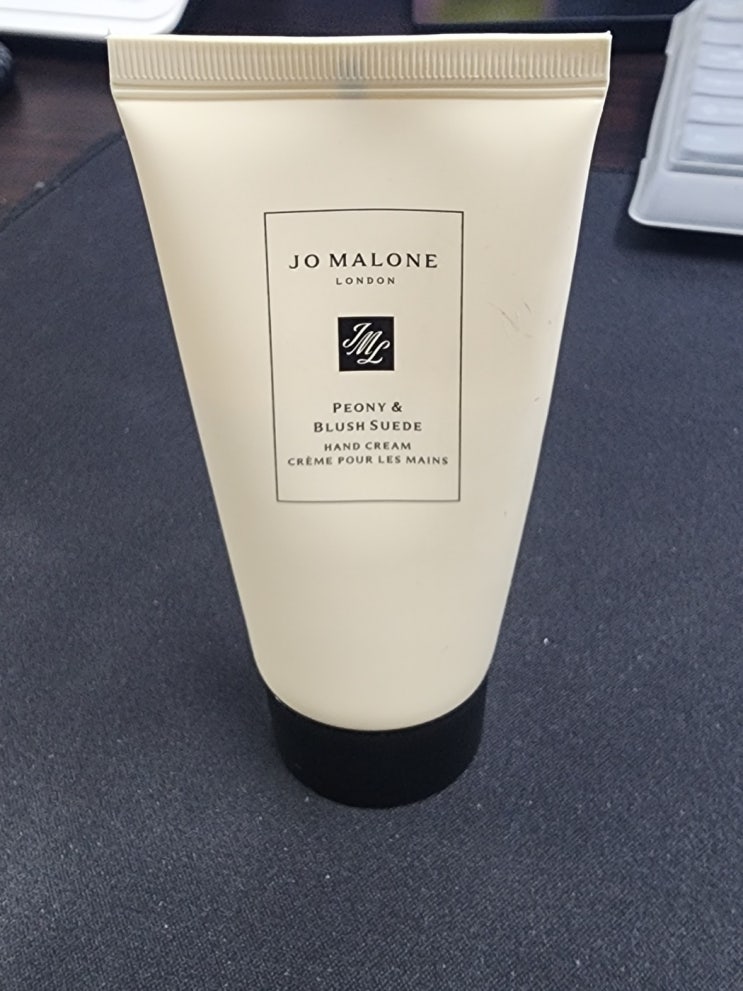 JO MALONE
LONDON
JML
PEONY &
BLUSH SUEDE
HAND CREAM
CRÈME POUR LES MAINS